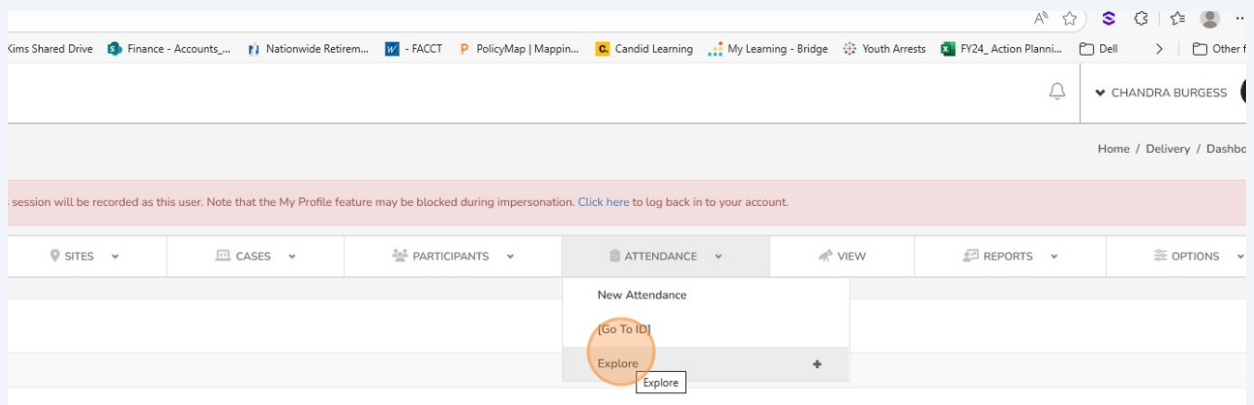 Kims Shared Drive Finance - Accounts_... Nationwide Retirem... W - FACCT P PolicyMap | Mappin... C. Candid Learning My Learning - Bridge Youth Arrests FY24_ Action Planni... Dell > Other f
CHANDRA BURGESS
Home / Delivery / Dashbo
session will be recorded as this user. Note that the My Profile feature may be blocked during impersonation. Click here to log back in to your account.
SITES CASES PARTICIPANTS ATTENDANCE VIEW REPORTS OPTIONS
New Attendance
[Go To ID]
Explore +
Explore